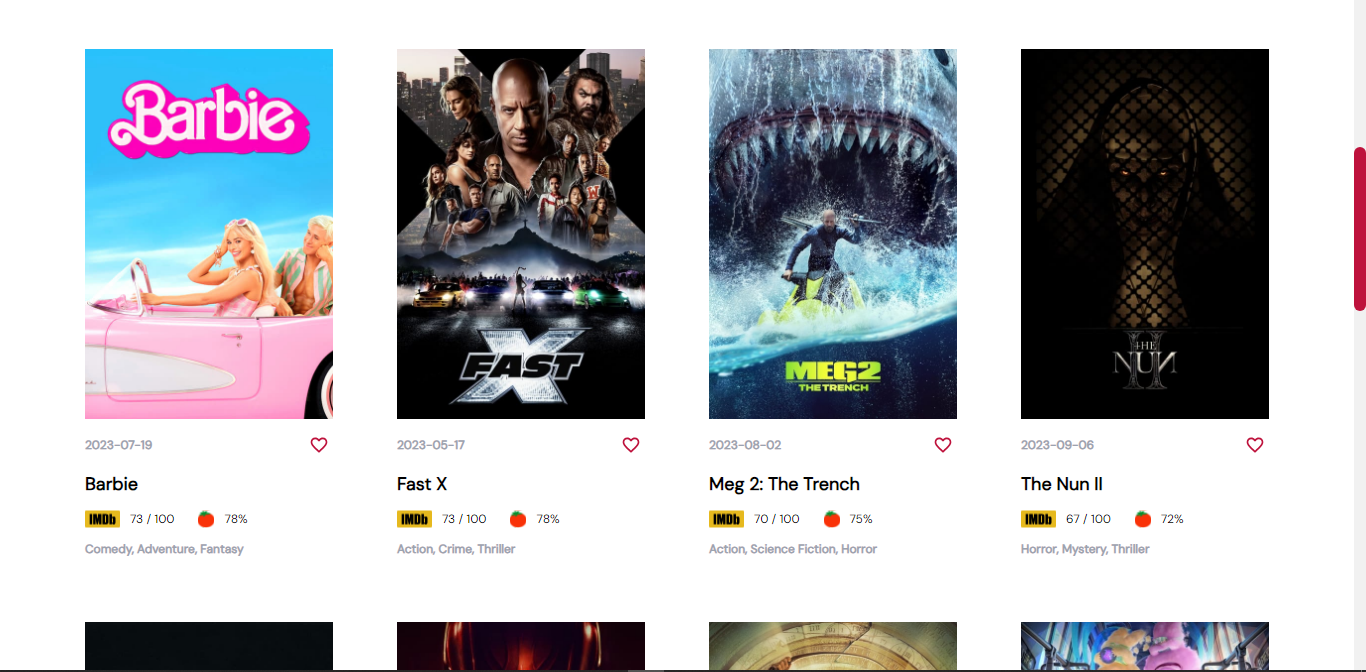 Barbie
FAST X
MEG2
THE TRENCH
THE
NUN
II
2023-07-19
2023-05-17
2023-08-02
2023-09-06
Barbie
Fast X
Meg 2: The Trench
The Nun II
IMDb 73 / 100 78%
IMDb 73 / 100 78%
IMDb 70 / 100 75%
IMDb 67 / 100 72%
Comedy, Adventure, Fantasy
Action, Crime, Thriller
Action, Science Fiction, Horror
Horror, Mystery, Thriller